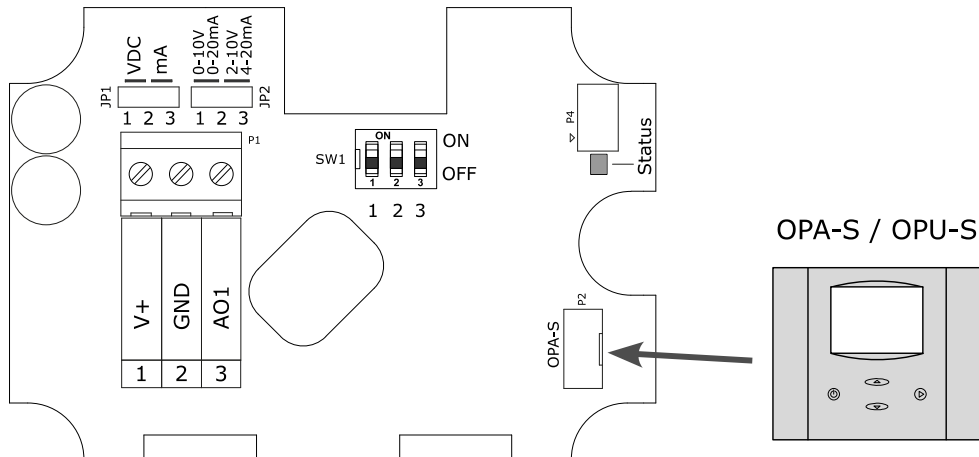 VDC
mA
0-10V
0-20mA
2-10V
4-20mA
JP1
JP2
1 2 3
1 2 3
P1
SW1
ON
1 2 3
ON
OFF
1 2 3
P4
Status
OPA-S / OPU-S
V+
GND
AO1
1 2 3
P2
OPA-S